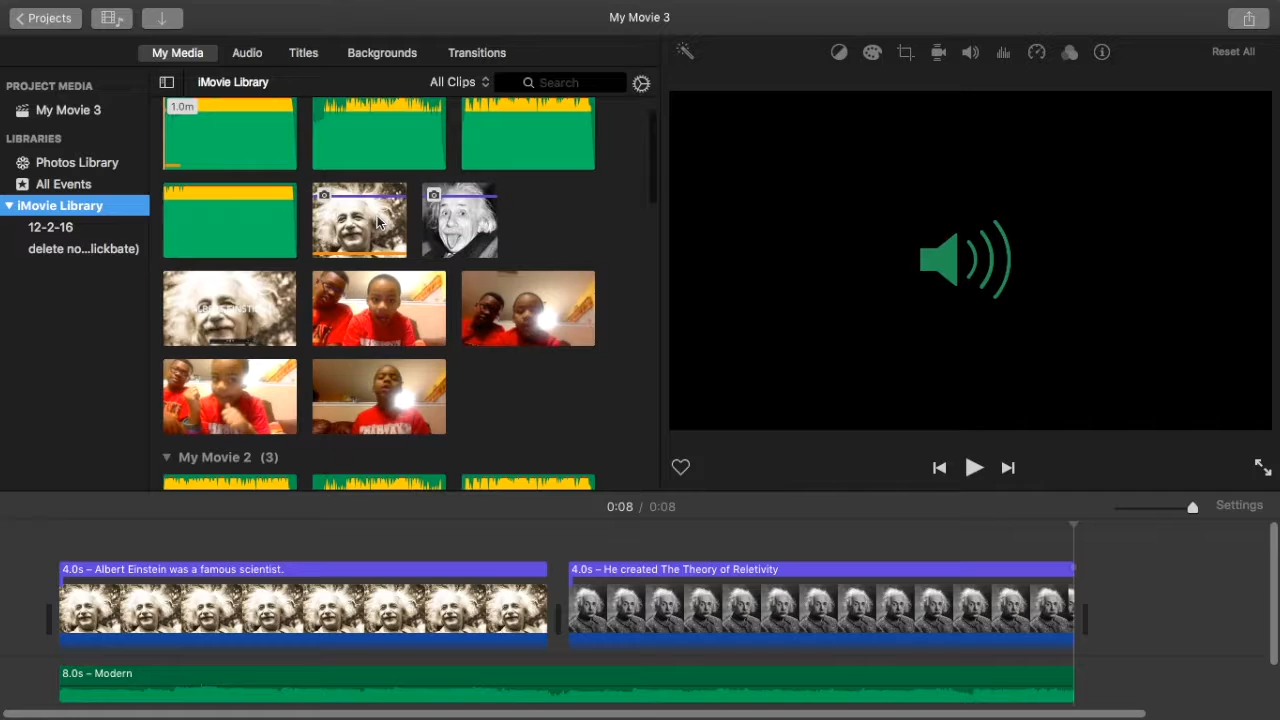 Projects
My Movie 3
My Media
Audio
Titles
Backgrounds
Transitions
Reset All
PROJECT MEDIA
iMovie Library
All Clips
Search
My Movie 3
1.0m
LIBRARIES
Photos Library
All Events
iMovie Library
12-2-16
delete no...lickbate)
My Movie 2 (3)
0:08 / 0:08
Settings
4.0s – Albert Einstein was a famous scientist.
4.0s – He created The Theory of Reletivity
8.0s – Modern